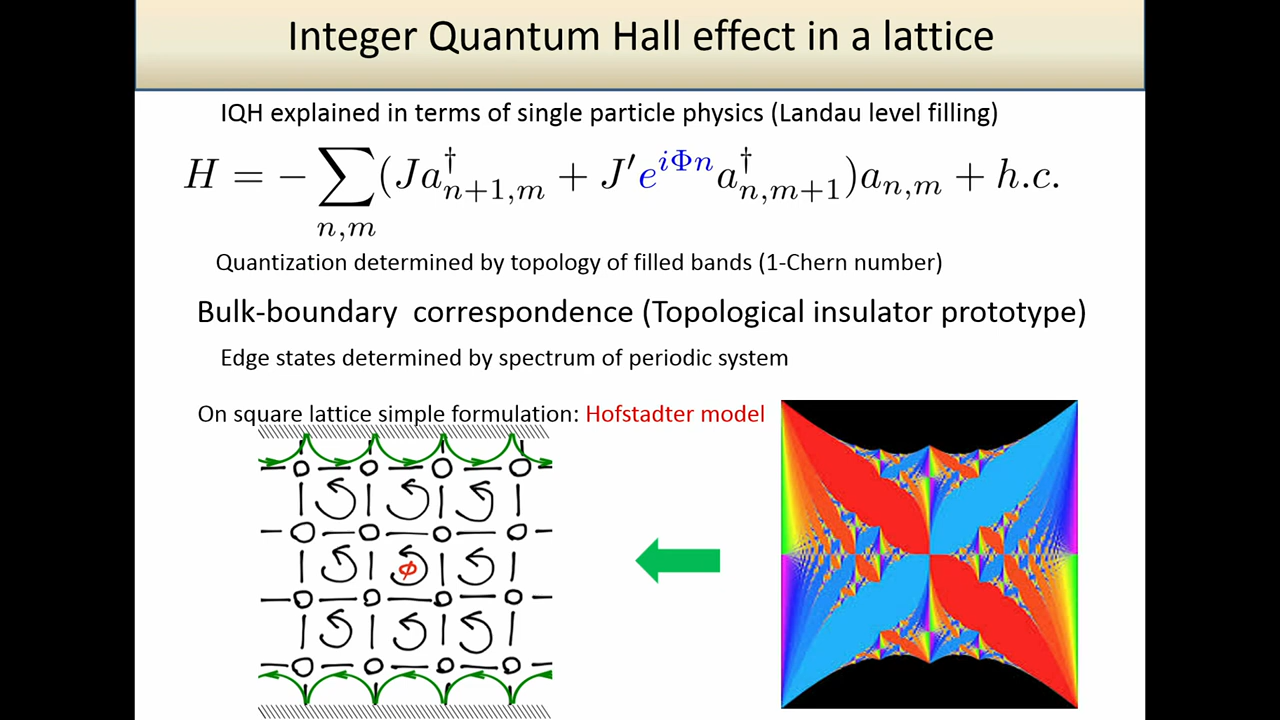 Integer Quantum Hall effect in a lattice
IQH explained in terms of single particle physics (Landau level filling)
H = − ∑_{n,m} (Ja†_{n+1,m} + J′e^{iΦn}a†_{n,m+1})a_{n,m} + h.c.
Quantization determined by topology of filled bands (1-Chern number)
Bulk-boundary correspondence (Topological insulator prototype)
Edge states determined by spectrum of periodic system
On square lattice simple formulation: Hofstadter model
ϕ